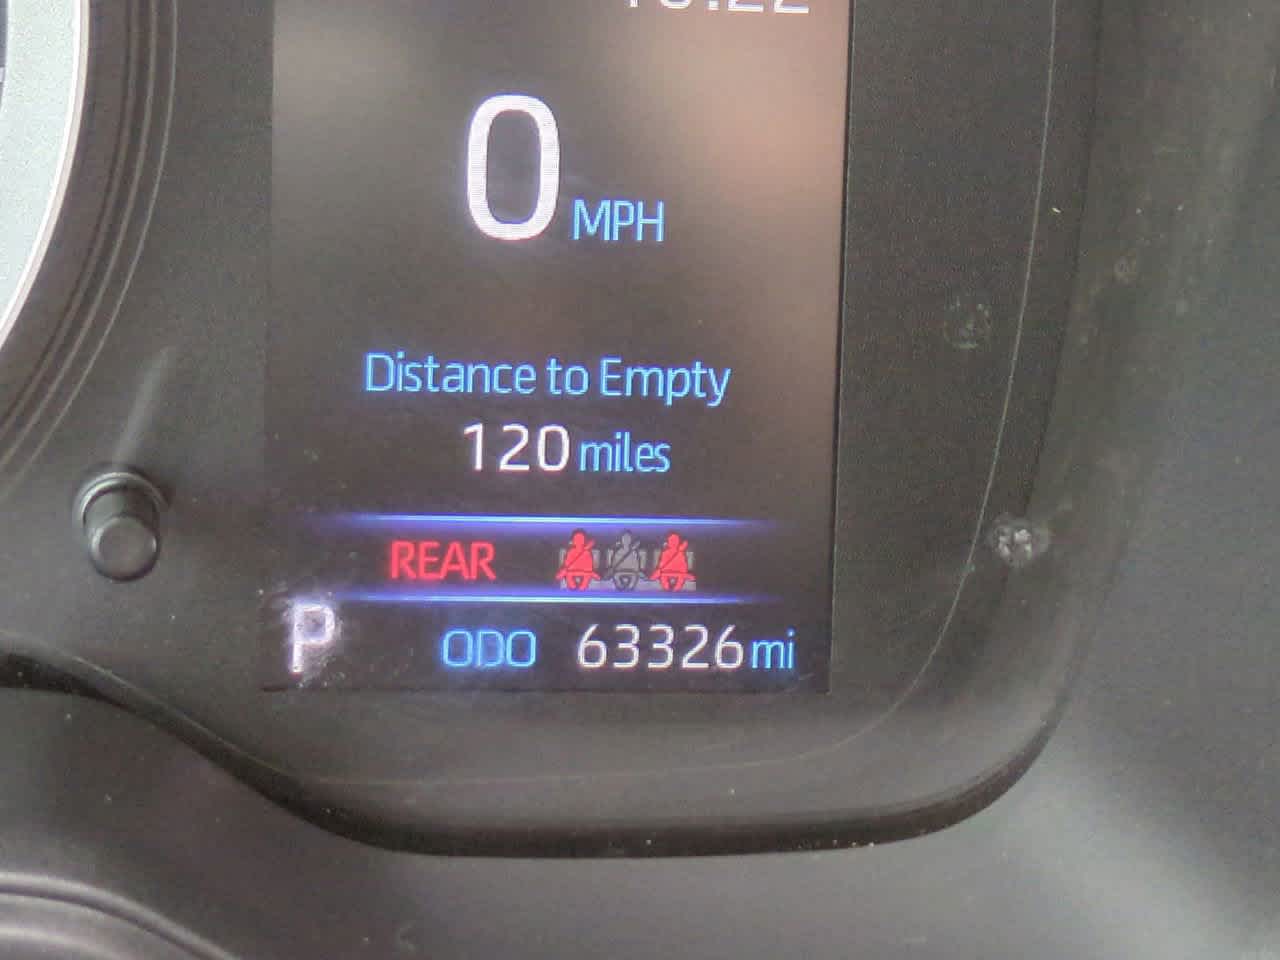 0 MPH
Distance to Empty
120 miles
REAR
P ODO 63326 mi